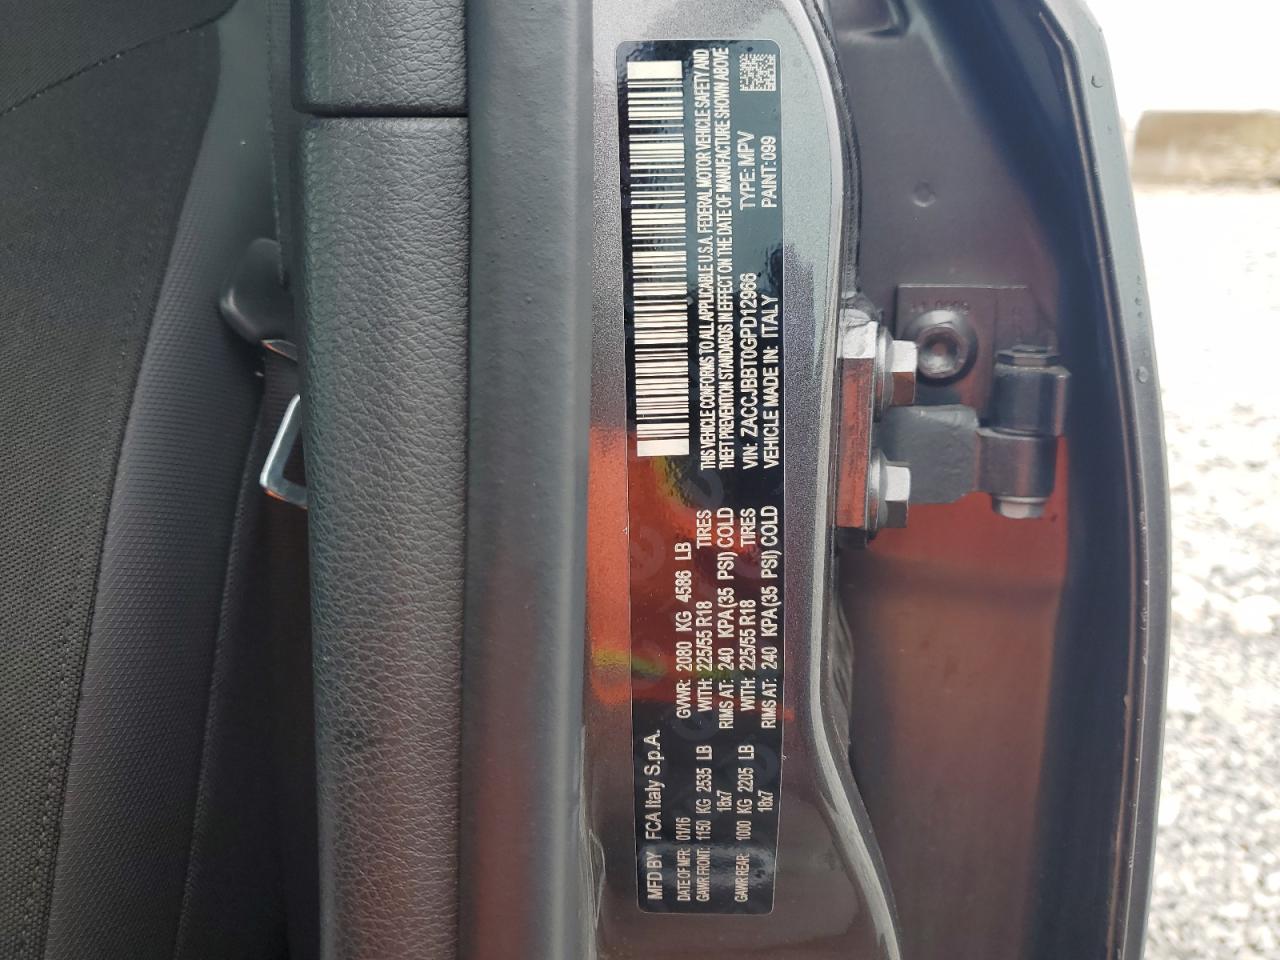 MFD BY FCA Italy S.p.A.
DATE OF MFR: 01/16 GVWR: 2080 KG 4586 LB
GAWR FRONT: 1150 KG 2535 LB WITH: 225/55 R18 TIRES
18x7 RIMS AT: 240 KPA(35 PSI) COLD
GAWR REAR: 1000 KG 2205 LB WITH: 225/55 R18 TIRES
18x7 RIMS AT: 240 KPA(35 PSI) COLD
THIS VEHICLE CONFORMS TO ALL APPLICABLE U.S.A. FEDERAL MOTOR VEHICLE SAFETY AND
THEFT PREVENTION STANDARDS IN EFFECT ON THE DATE OF MANUFACTURE SHOWN ABOVE
VIN: ZACCJBBT0GPD12966 TYPE: MPV
VEHICLE MADE IN: ITALY PAINT: 099